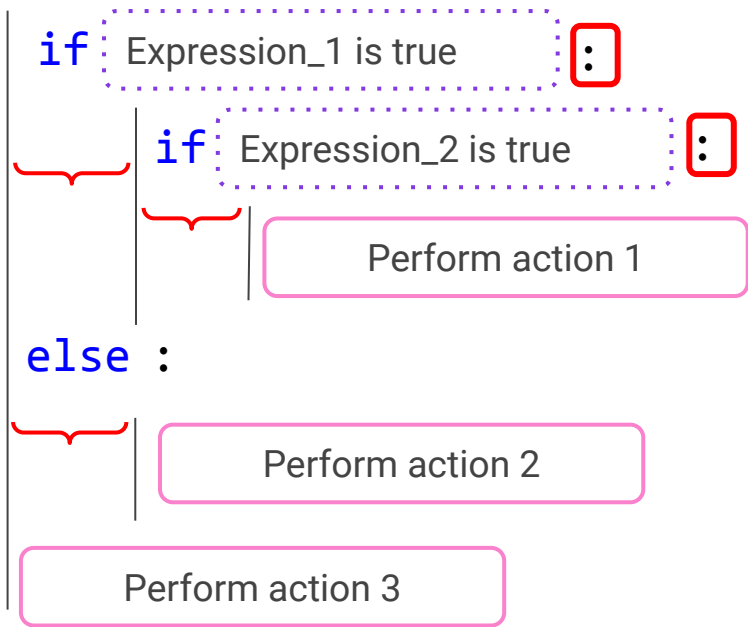 if Expression_1 is true :
if Expression_2 is true :
Perform action 1
else :
Perform action 2
Perform action 3